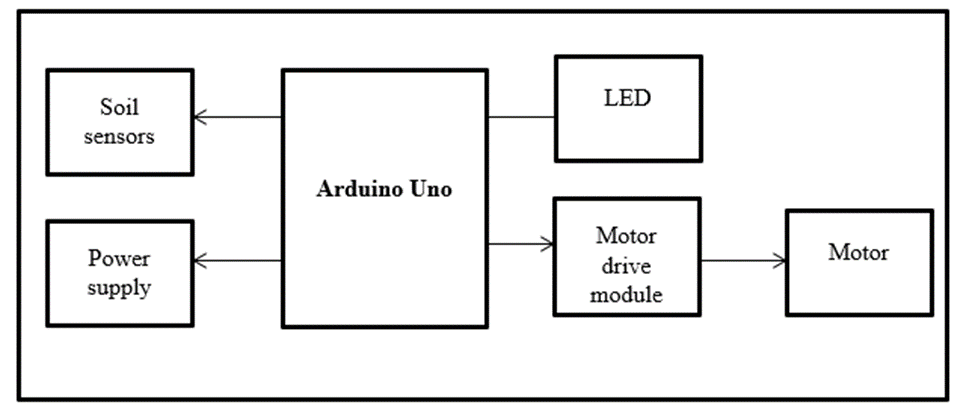 Soil
sensors
Power
supply
Arduino Uno
LED
Motor
drive
module
Motor